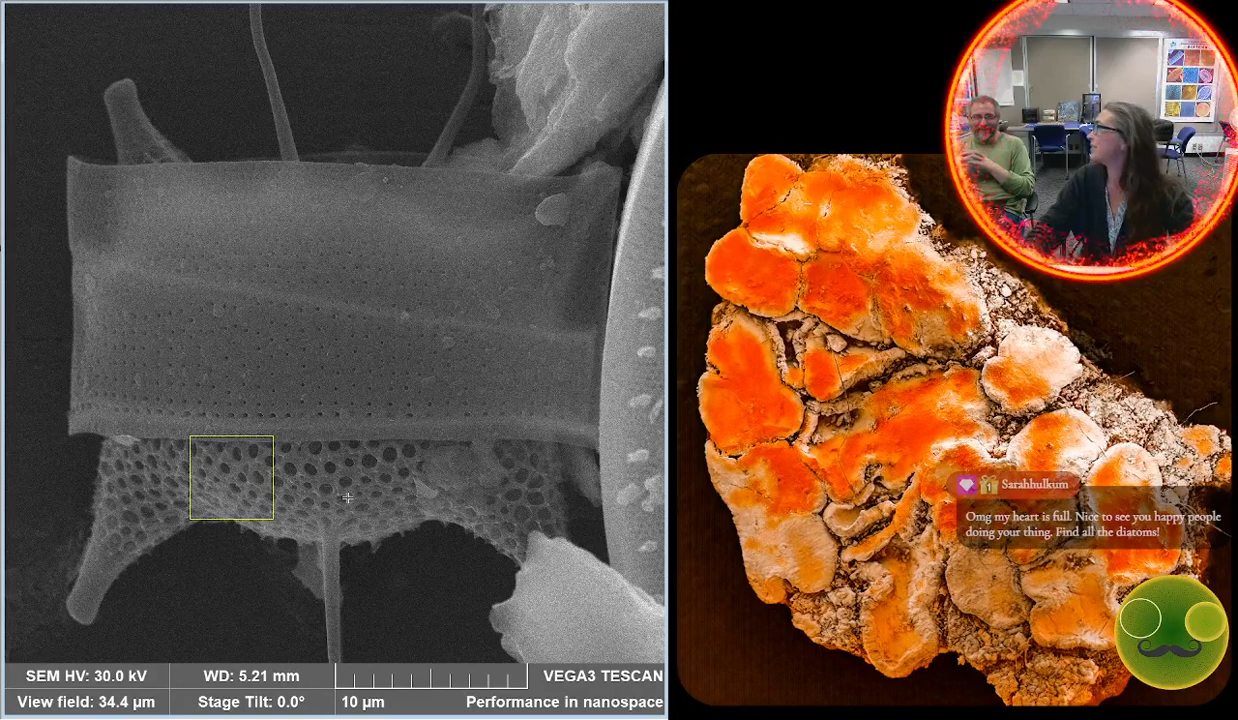 SEM HV: 30.0 kV
WD: 5.21 mm
VEGA3 TESCAN
View field: 34.4 µm
Stage Tilt: 0.0°
10 µm
Performance in nanospace
1 Sarahhulkum
Omg my heart is full. Nice to see you happy people
doing your thing. Find all the diatoms!